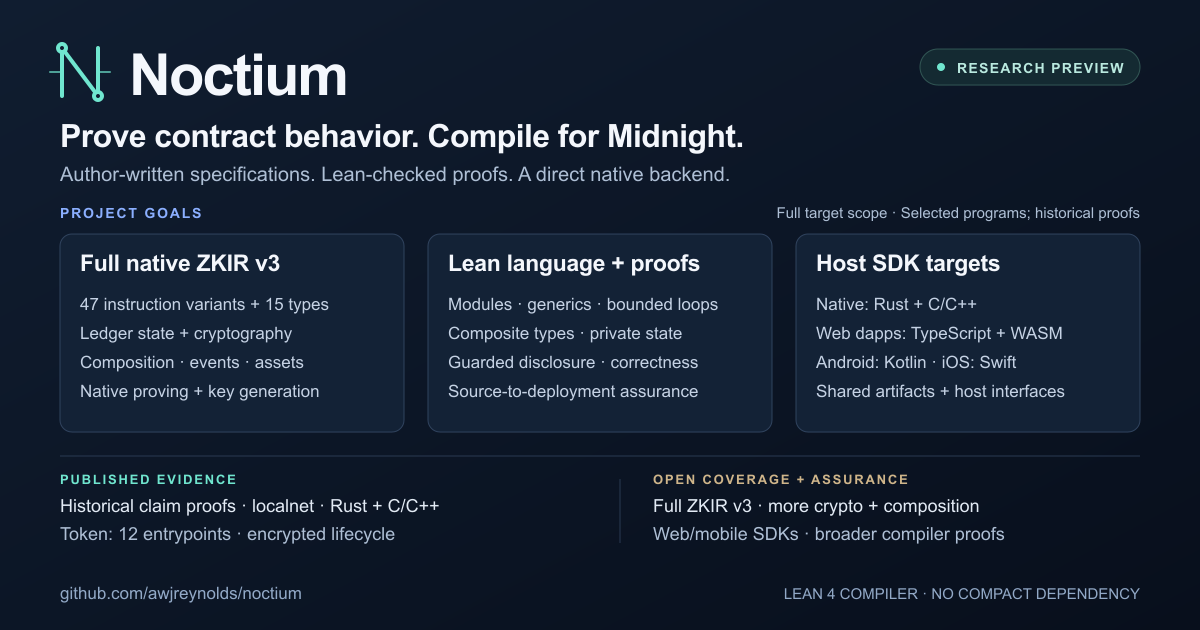 Noctium
RESEARCH PREVIEW
Prove contract behavior. Compile for Midnight.
Author-written specifications. Lean-checked proofs. A direct native backend.
PROJECT GOALS
Full target scope · Selected programs; historical proofs
Full native ZKIR v3
47 instruction variants + 15 types
Ledger state + cryptography
Composition · events · assets
Native proving + key generation
Lean language + proofs
Modules · generics · bounded loops
Composite types · private state
Guarded disclosure · correctness
Source-to-deployment assurance
Host SDK targets
Native: Rust + C/C++
Web dapps: TypeScript + WASM
Android: Kotlin · iOS: Swift
Shared artifacts + host interfaces
PUBLISHED EVIDENCE
Historical claim proofs · localnet · Rust + C/C++
Token: 12 entrypoints · encrypted lifecycle
OPEN COVERAGE + ASSURANCE
Full ZKIR v3 · more crypto + composition
Web/mobile SDKs · broader compiler proofs
github.com/awjreynolds/noctium
LEAN 4 COMPILER · NO COMPACT DEPENDENCY